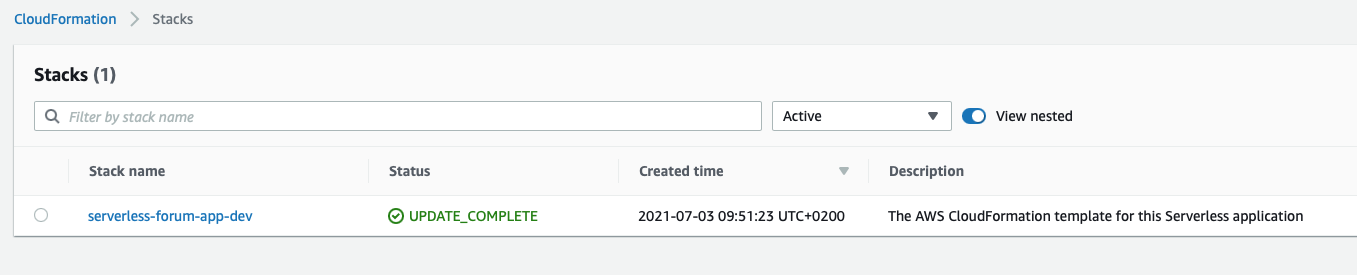 CloudFormation > Stacks
Stacks (1)
Filter by stack name Active View nested
Stack name Status Created time Description
serverless-forum-app-dev UPDATE_COMPLETE 2021-07-03 09:51:23 UTC+0200 The AWS CloudFormation template for this Serverless application